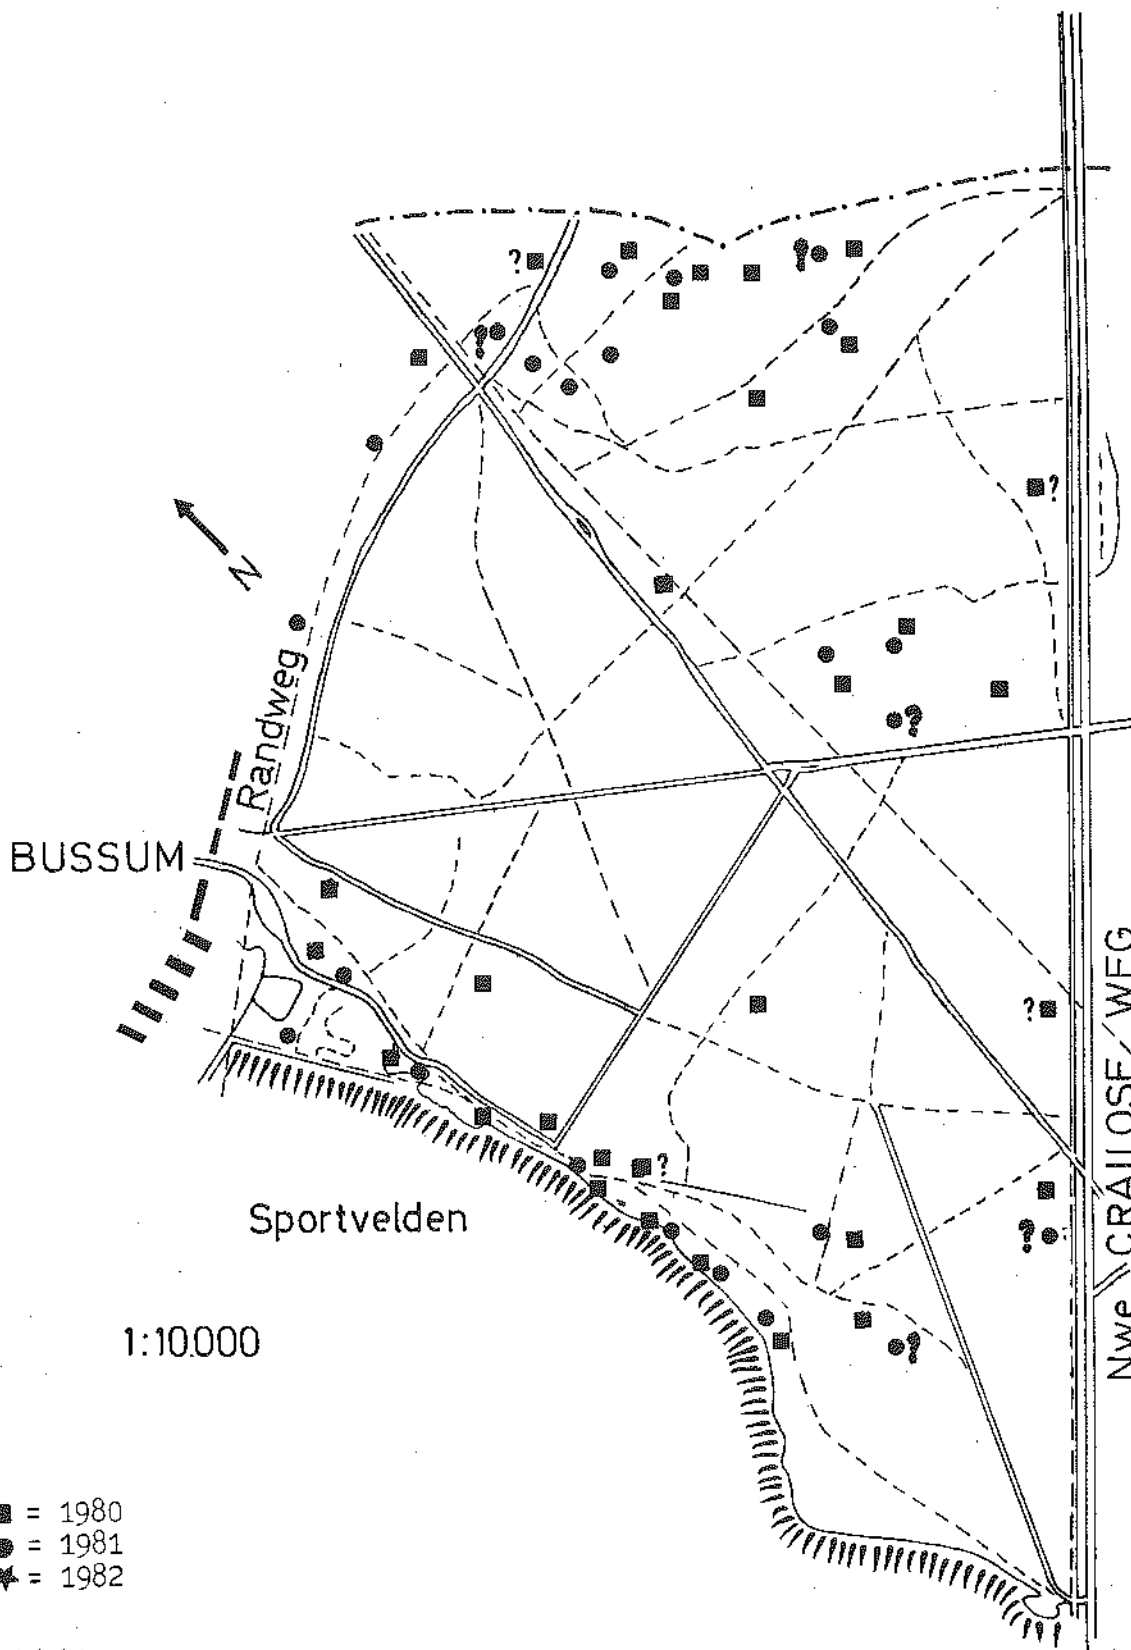 ?
?
N
Randweg
?
BUSSUM
?
?
Sportvelden
?
?
1:10.000
Nwe CRAILOSE WEG
= 1980
= 1981
= 1982